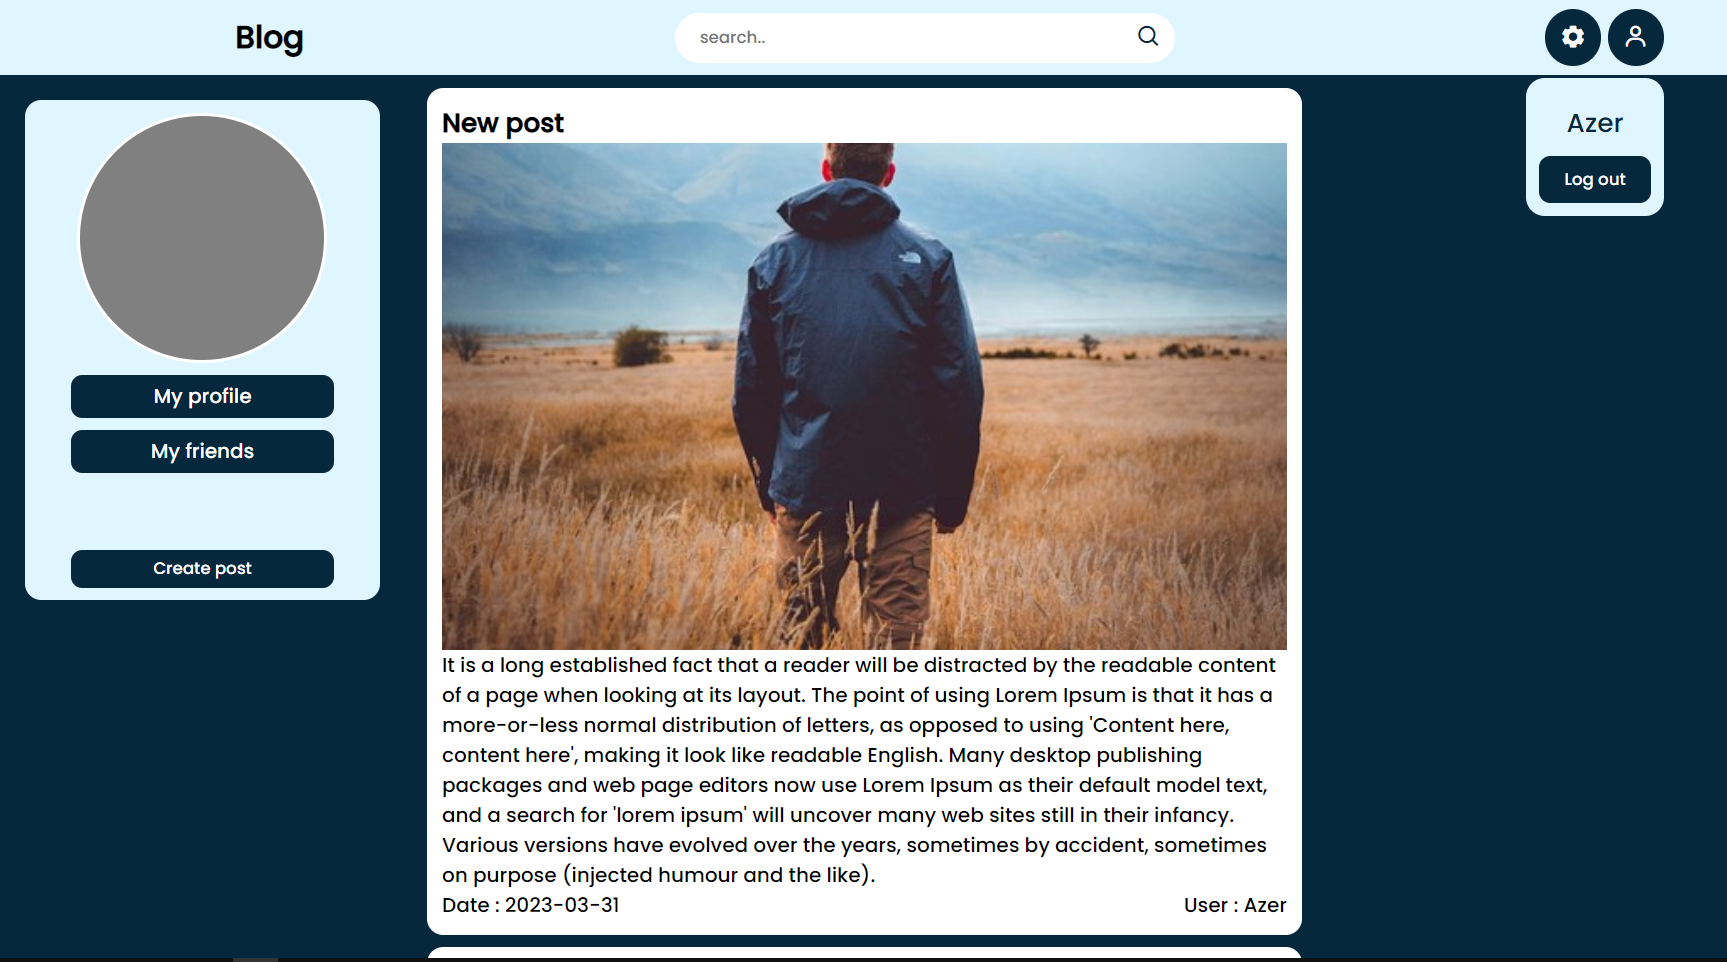 Blog
search..
Azer
Log out
My profile
My friends
Create post
New post
It is a long established fact that a reader will be distracted by the readable content
of a page when looking at its layout. The point of using Lorem Ipsum is that it has a
more-or-less normal distribution of letters, as opposed to using 'Content here,
content here', making it look like readable English. Many desktop publishing
packages and web page editors now use Lorem Ipsum as their default model text,
and a search for 'lorem ipsum' will uncover many web sites still in their infancy.
Various versions have evolved over the years, sometimes by accident, sometimes
on purpose (injected humour and the like).
Date : 2023-03-31 User : Azer